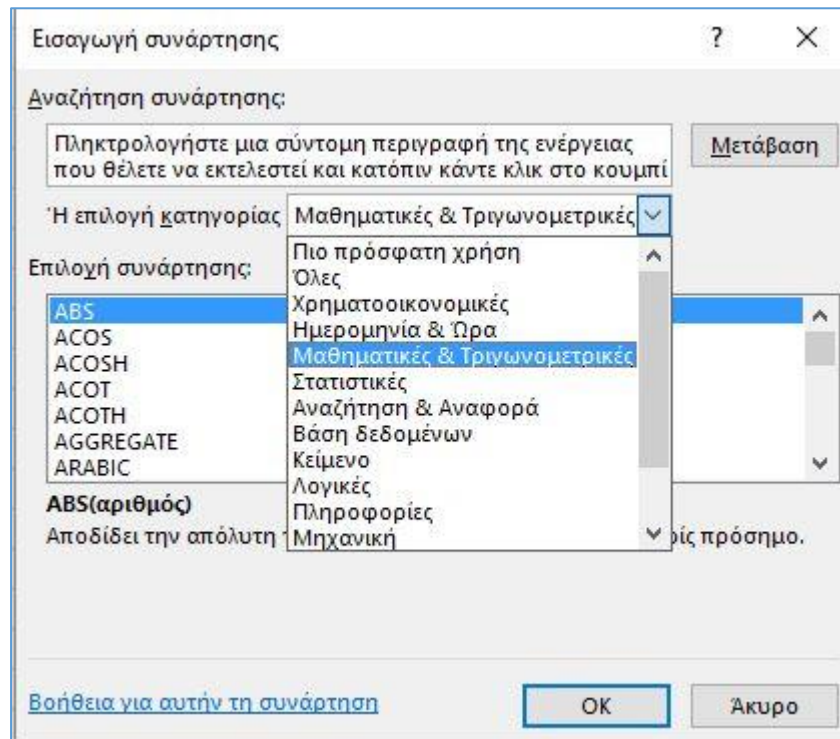 Εισαγωγή συνάρτησης ?
Αναζήτηση συνάρτησης:
Πληκτρολογήστε μια σύντομη περιγραφή της ενέργειας
που θέλετε να εκτελεστεί και κατόπιν κάντε κλικ στο κουμπί
Μετάβαση
Ή επιλογή κατηγορίας Μαθηματικές & Τριγωνομετρικές
Πιο πρόσφατη χρήση
Όλες
Χρηματοοικονομικές
Ημερομηνία & Ώρα
Μαθηματικές & Τριγωνομετρικές
Στατιστικές
Αναζήτηση & Αναφορά
Βάση δεδομένων
Κείμενο
Λογικές
Πληροφορίες
Μηχανική
Επιλογή συνάρτησης:
ABS
ACOS
ACOSH
ACOT
ACOTH
AGGREGATE
ARABIC
ABS(αριθμός)
Αποδίδει την απόλυτη πρόσημο.
Βοήθεια για αυτήν τη συνάρτηση
OK
Άκυρο